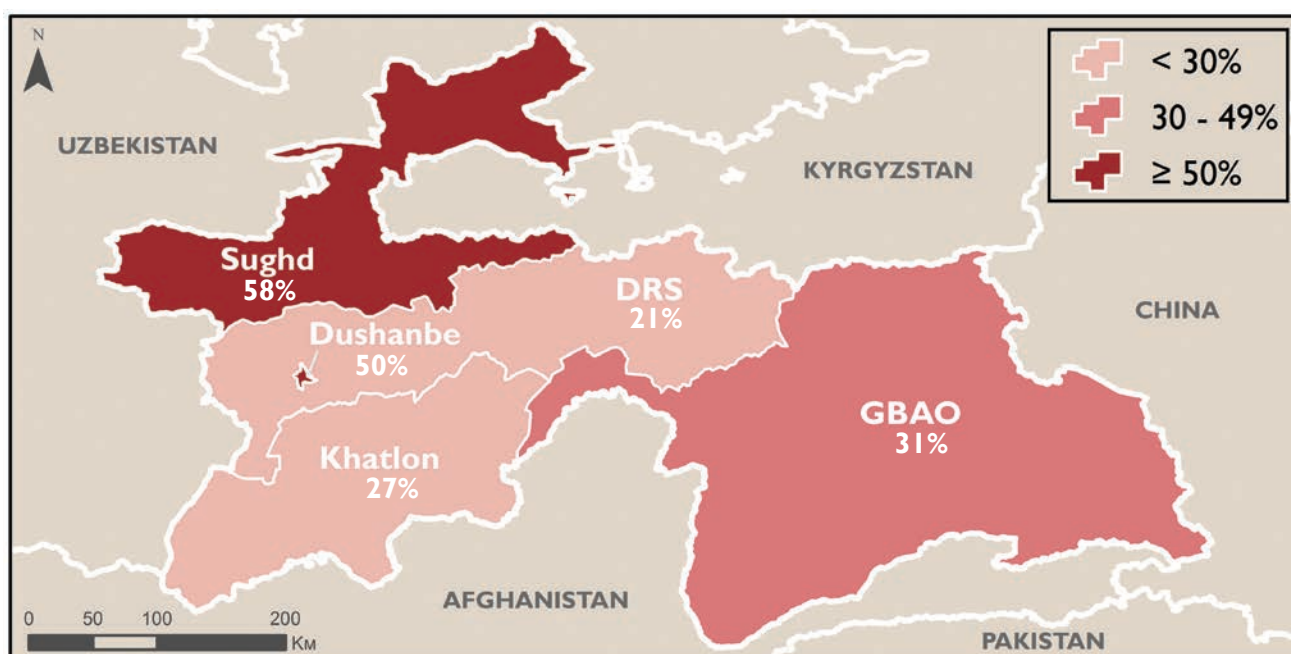 N
< 30%
30 - 49%
≥ 50%
UZBEKISTAN
KYRGYZSTAN
Sughd
58%
DRS
21%
CHINA
Dushanbe
50%
GBAO
31%
Khatlon
27%
AFGHANISTAN
0 50 100 200
Км
PAKISTAN